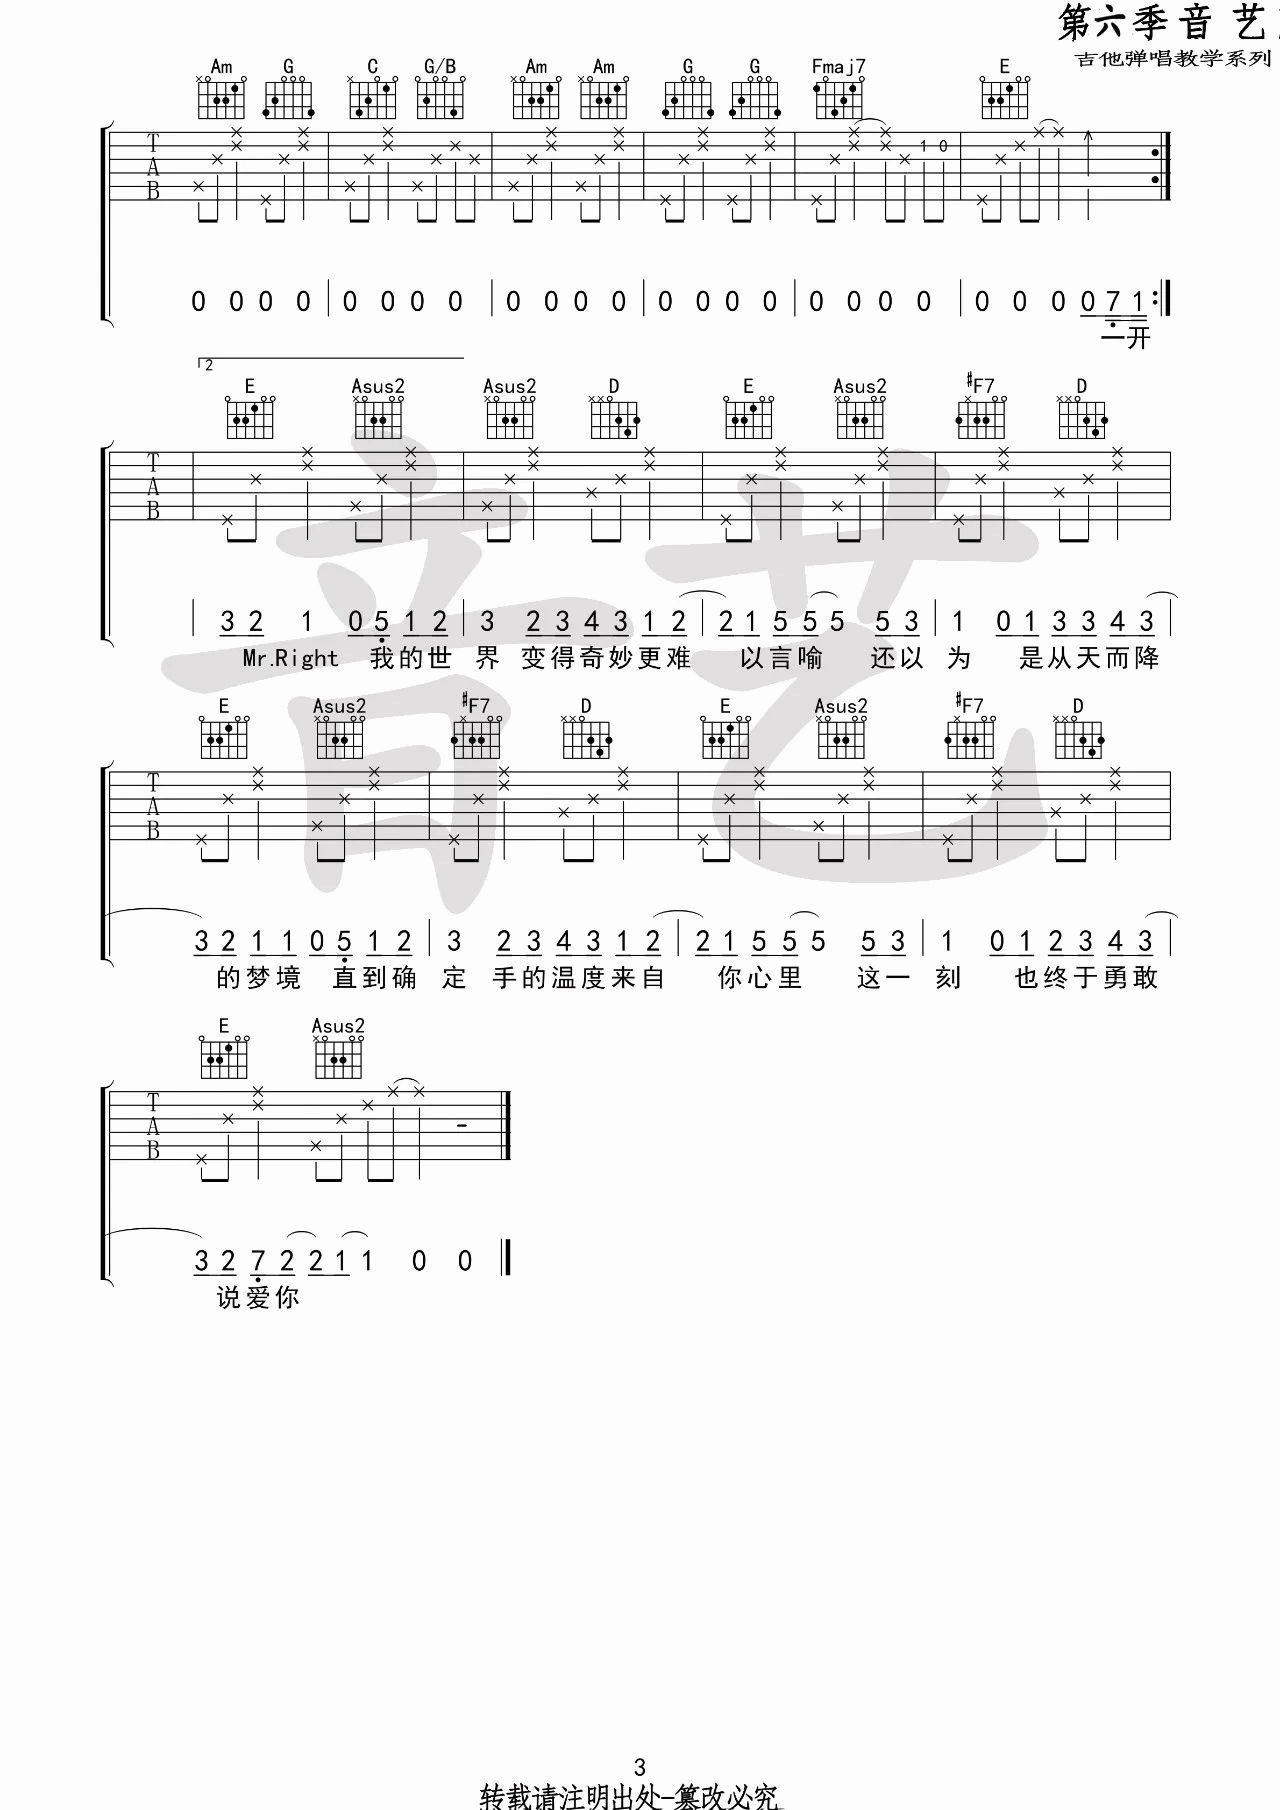 第六季音 艺
吉他弹唱教学系列
Am G C G/B Am Am G G Fmaj7 E
T A B 1 0
0 0 0 0 | 0 0 0 0 | 0 0 0 0 | 0 0 0 0 | 0 0 0 0 | 0 0 0 0 7 1
一开
2
E Asus2 Asus2 D E Asus2 #F7 D
T A B
3 2 1 0 5 1 2 | 3 2 3 4 3 1 2 | 2 1 5 5 5 5 3 | 1 0 1 3 3 4 3
Mr.Right 我的世 界 变得奇妙更难 以言喻 还以 为 是从天而降
音艺
E Asus2 #F7 D E Asus2 #F7 D
T A B
3 2 1 1 0 5 1 2 | 3 2 3 4 3 1 2 | 2 1 5 5 5 5 3 | 1 0 1 2 3 4 3
的梦境 直到确 定 手的温度来自 你心里 这一 刻 也终于勇敢
E Asus2
T A B
3 2 7 2 2 1 1 0 0
说爱你
3
转载请注明出处-篡改必究